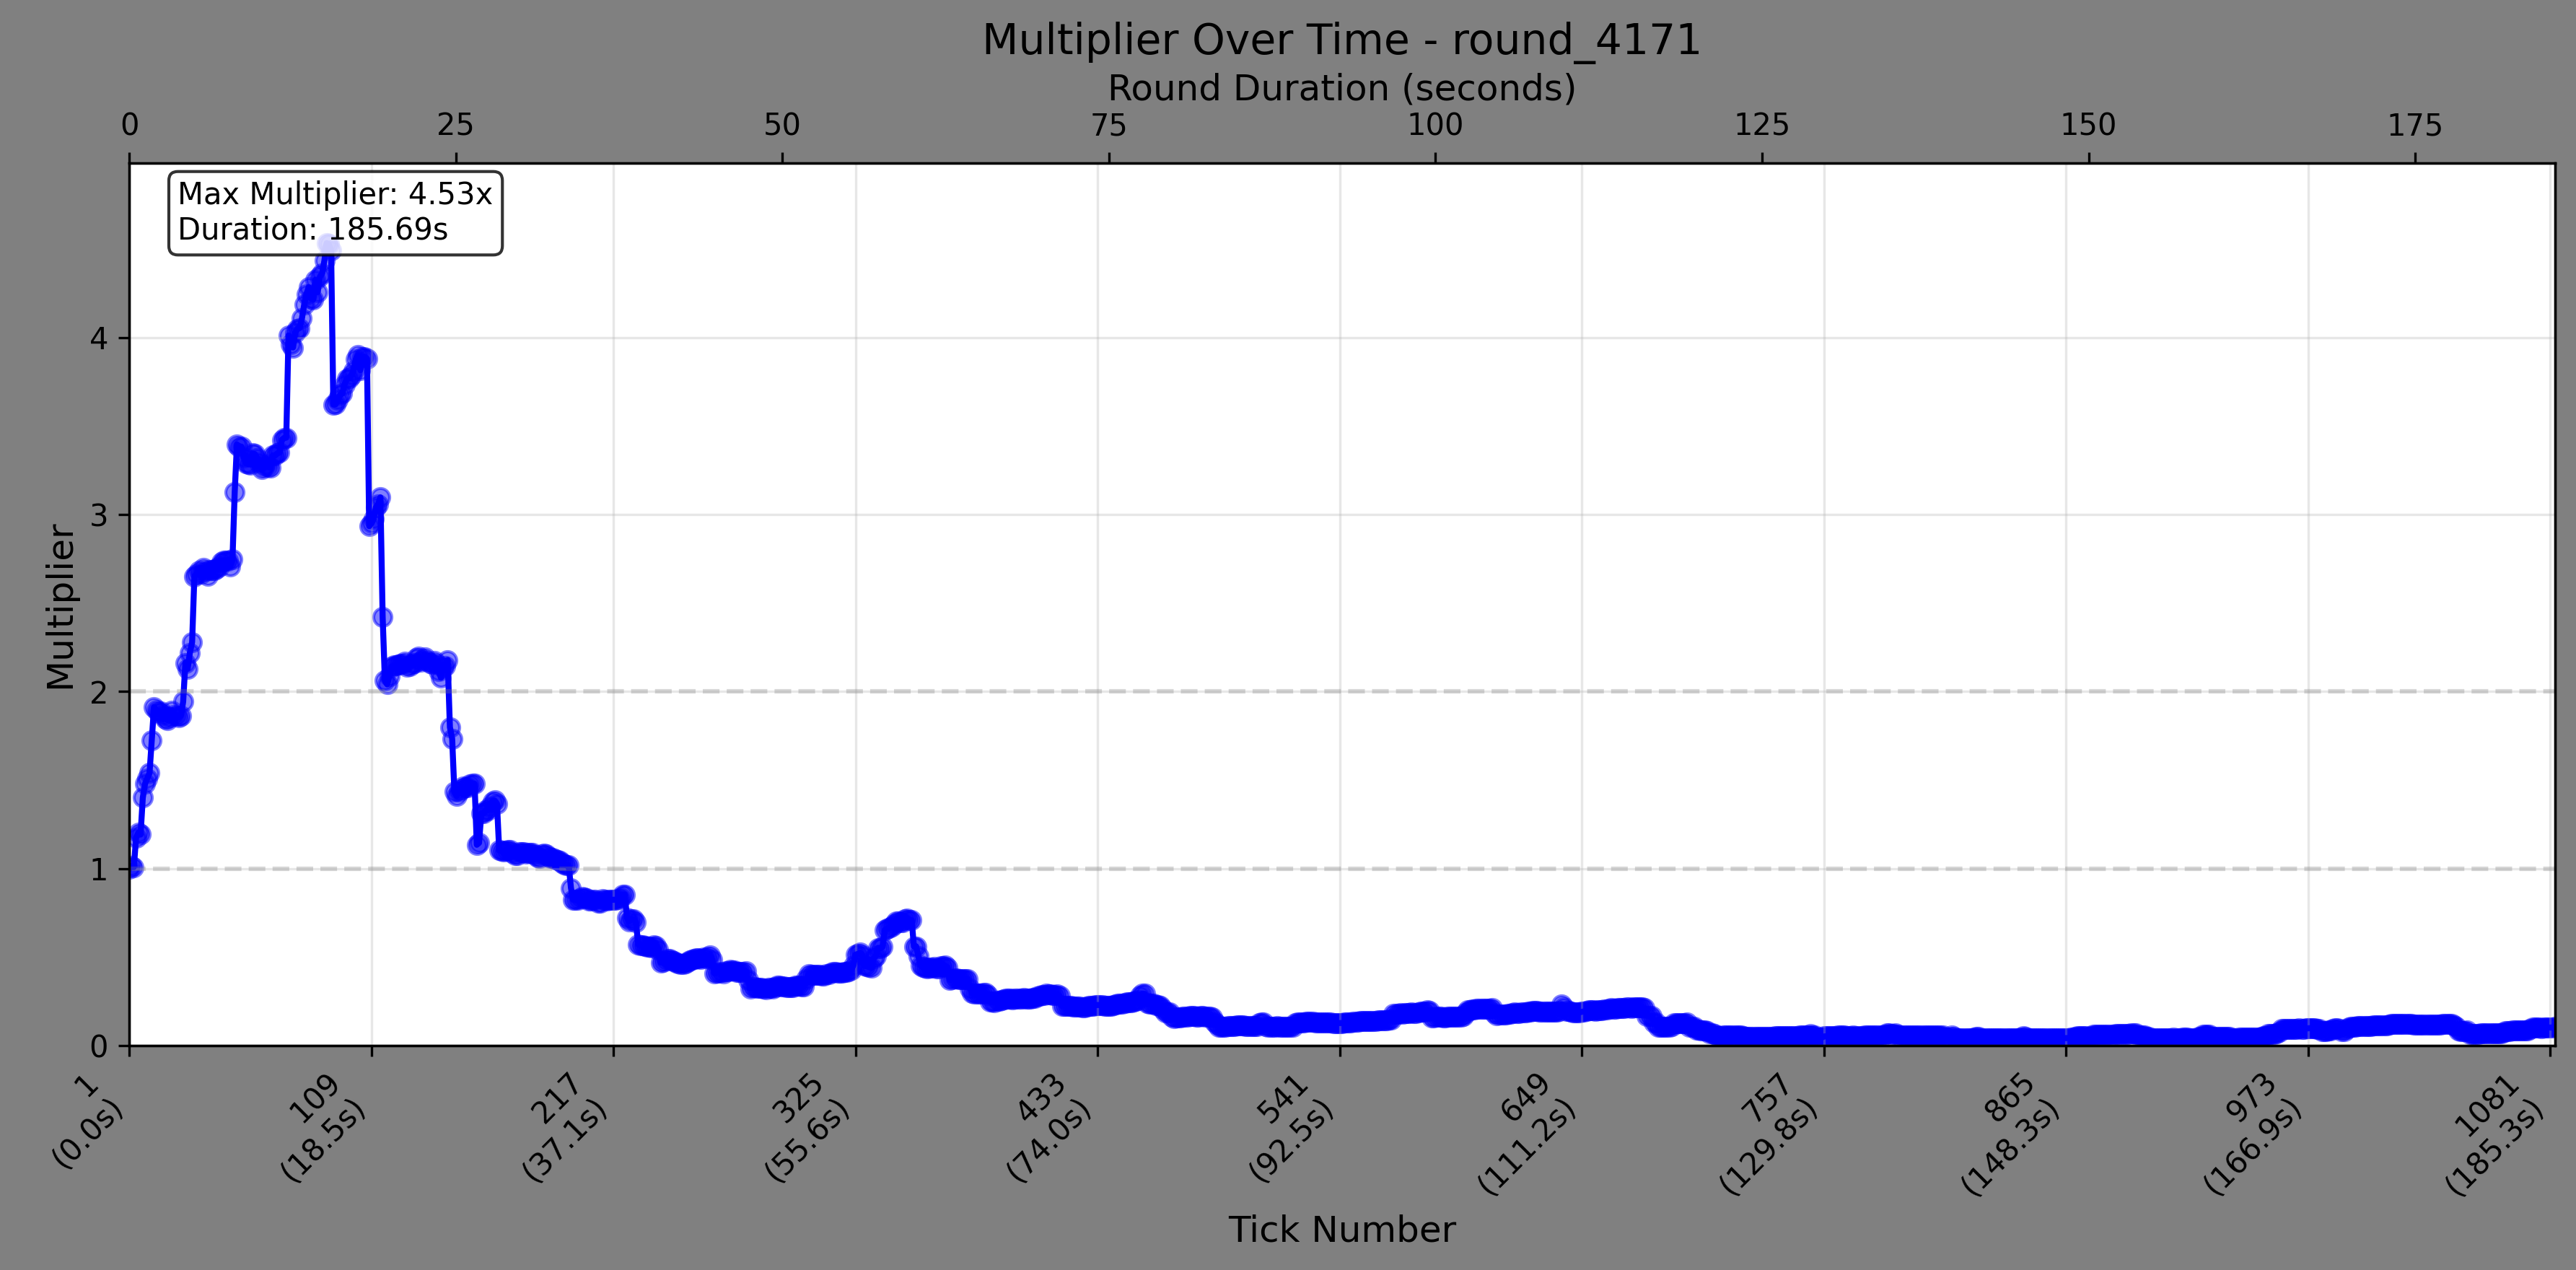 Multiplier Over Time - round_4171
Round Duration (seconds)
0 25 50 75 100 125 150 175
Max Multiplier: 4.53x
Duration: 185.69s
Multiplier
4
3
2
1
0
1
(0.0s)
109
(18.5s)
217
(37.1s)
325
(55.6s)
433
(74.0s)
541
(92.5s)
649
(111.2s)
757
(129.8s)
865
(148.3s)
973
(166.9s)
1081
(185.3s)
Tick Number